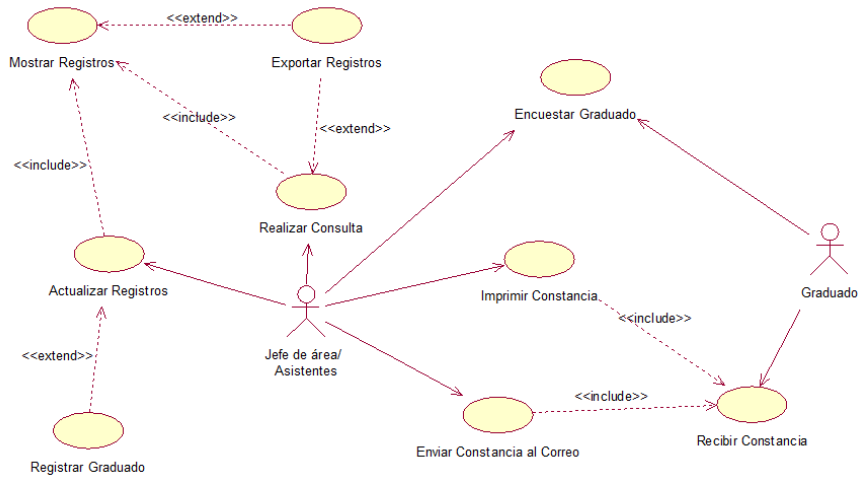 <<extend>>
Mostrar Registros
Exportar Registros
Encuestar Graduado
<<include>>
<<extend>>
<<include>>
Realizar Consulta
Actualizar Registros
Imprimir Constancia
Graduado
<<include>>
Jefe de área/
Asistentes
<<extend>>
<<include>>
Registrar Graduado
Enviar Constancia al Correo
Recibir Constancia